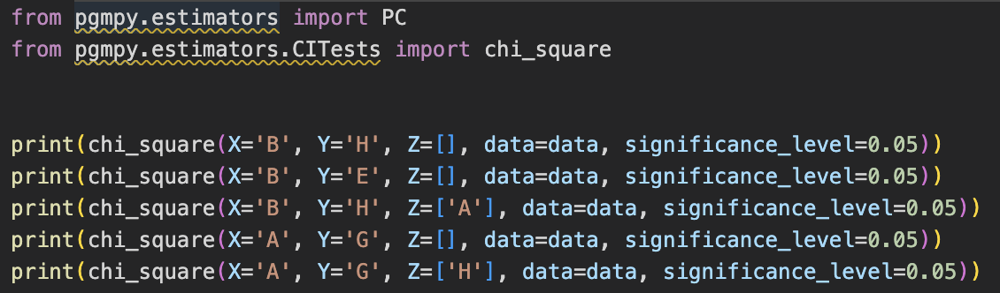 from pgmpy.estimators import PC
from pgmpy.estimators.CITests import chi_square
print(chi_square(X='B', Y='H', Z=[], data=data, significance_level=0.05))
print(chi_square(X='B', Y='E', Z=[], data=data, significance_level=0.05))
print(chi_square(X='B', Y='H', Z=['A'], data=data, significance_level=0.05))
print(chi_square(X='A', Y='G', Z=[], data=data, significance_level=0.05))
print(chi_square(X='A', Y='G', Z=['H'], data=data, significance_level=0.05))